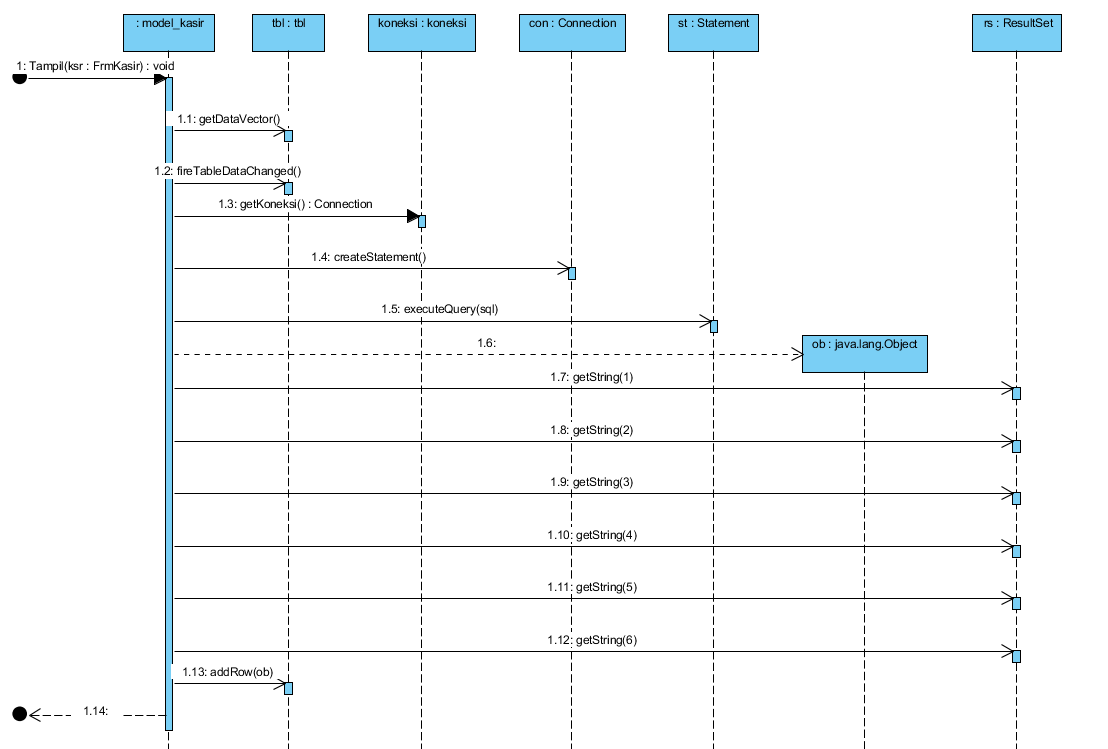 : model_kasir
tbl : tbl
koneksi : koneksi
con : Connection
st : Statement
rs : ResultSet
1: Tampil(ksr : FrmKasir) : void
1.1: getDataVector()
1.2: fireTableDataChanged()
1.3: getKoneksi() : Connection
1.4: createStatement()
1.5: executeQuery(sql)
1.6:
ob : java.lang.Object
1.7: getString(1)
1.8: getString(2)
1.9: getString(3)
1.10: getString(4)
1.11: getString(5)
1.12: getString(6)
1.13: addRow(ob)
1.14: